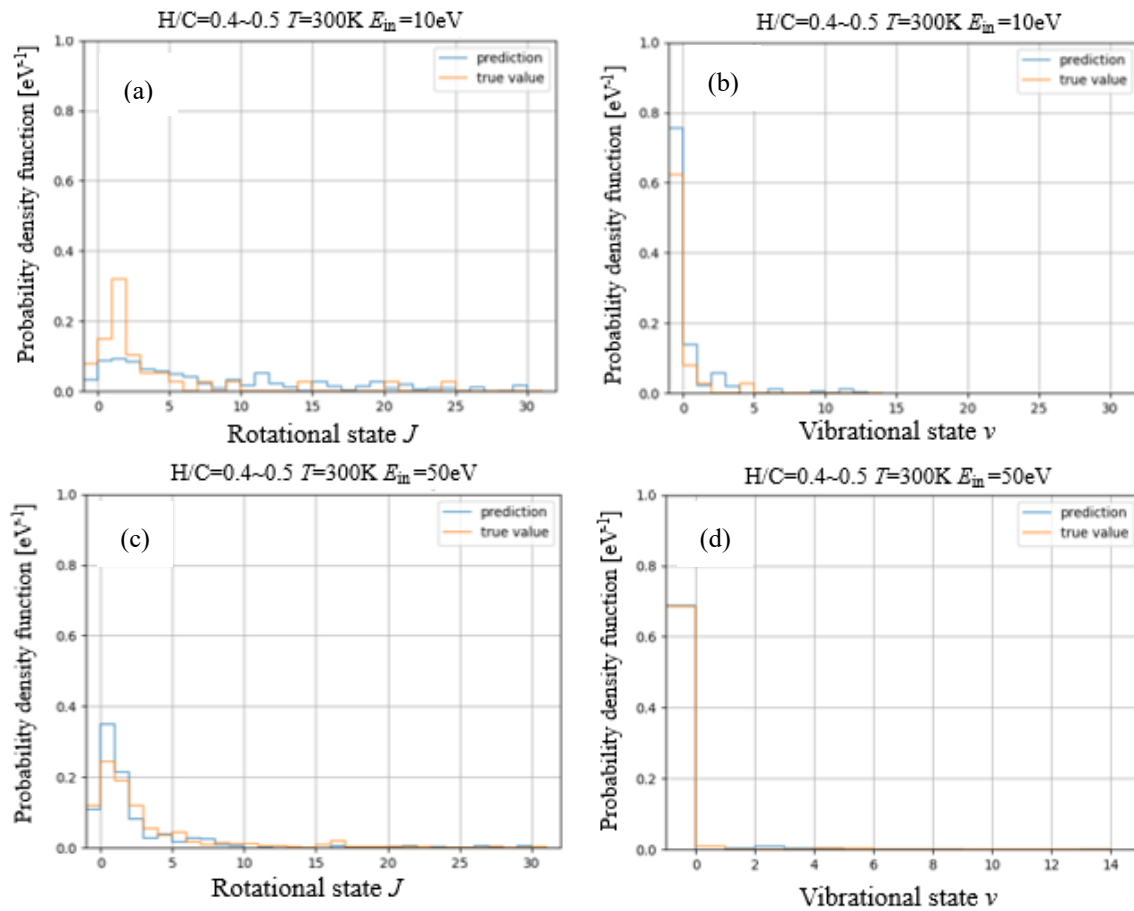 H/C=0.4~0.5 T=300K Ein=10eV
Probability density function [eV⁻¹]
1.0
0.8
0.6
0.4
0.2
0.0
(a)
prediction
true value
0 5 10 15 20 25 30
Rotational state J
H/C=0.4~0.5 T=300K Ein=10eV
Probability density function [eV⁻¹]
1.0
0.8
0.6
0.4
0.2
0.0
(b)
prediction
true value
0 5 10 15 20 25 30
Vibrational state v
H/C=0.4~0.5 T=300K Ein=50eV
Probability density function [eV⁻¹]
1.0
0.8
0.6
0.4
0.2
0.0
(c)
prediction
true value
0 5 10 15 20 25 30
Rotational state J
H/C=0.4~0.5 T=300K Ein=50eV
Probability density function [eV⁻¹]
1.0
0.8
0.6
0.4
0.2
0.0
(d)
prediction
true value
0 2 4 6 8 10 12 14
Vibrational state v